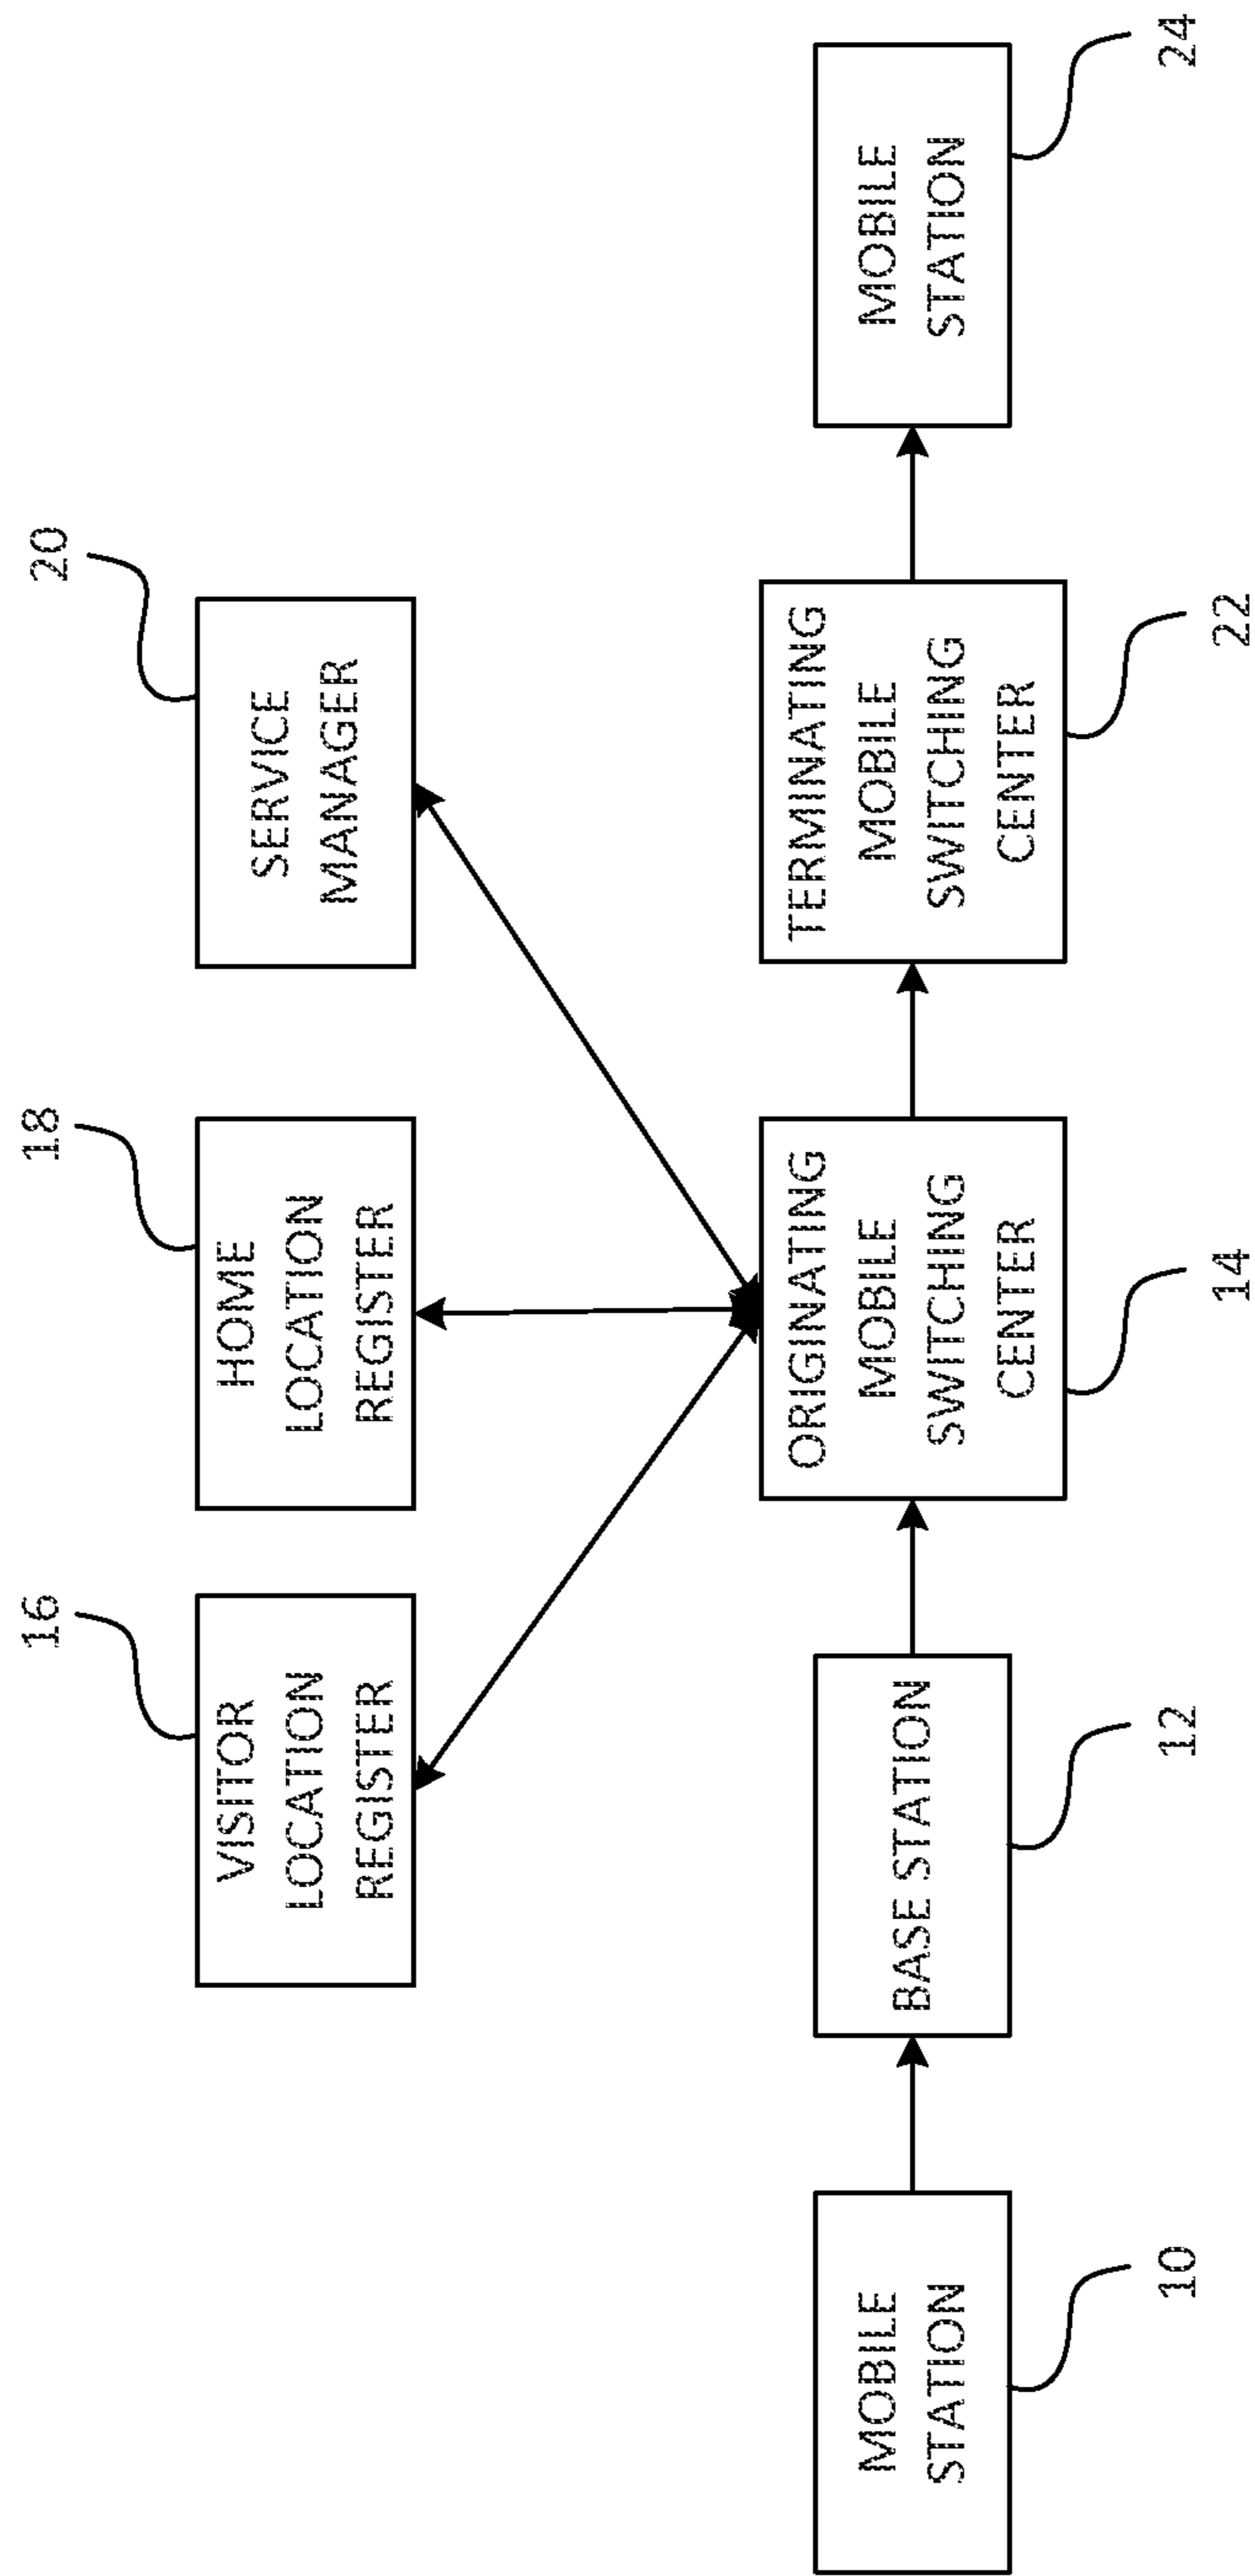 16
VISITOR
LOCATION
REGISTER
18
HOME
LOCATION
REGISTER
20
SERVICE
MANAGER
MOBILE
STATION
10
BASE STATION
12
ORIGINATING
MOBILE
SWITCHING
CENTER
14
TERMINATING
MOBILE
SWITCHING
CENTER
22
MOBILE
STATION
24